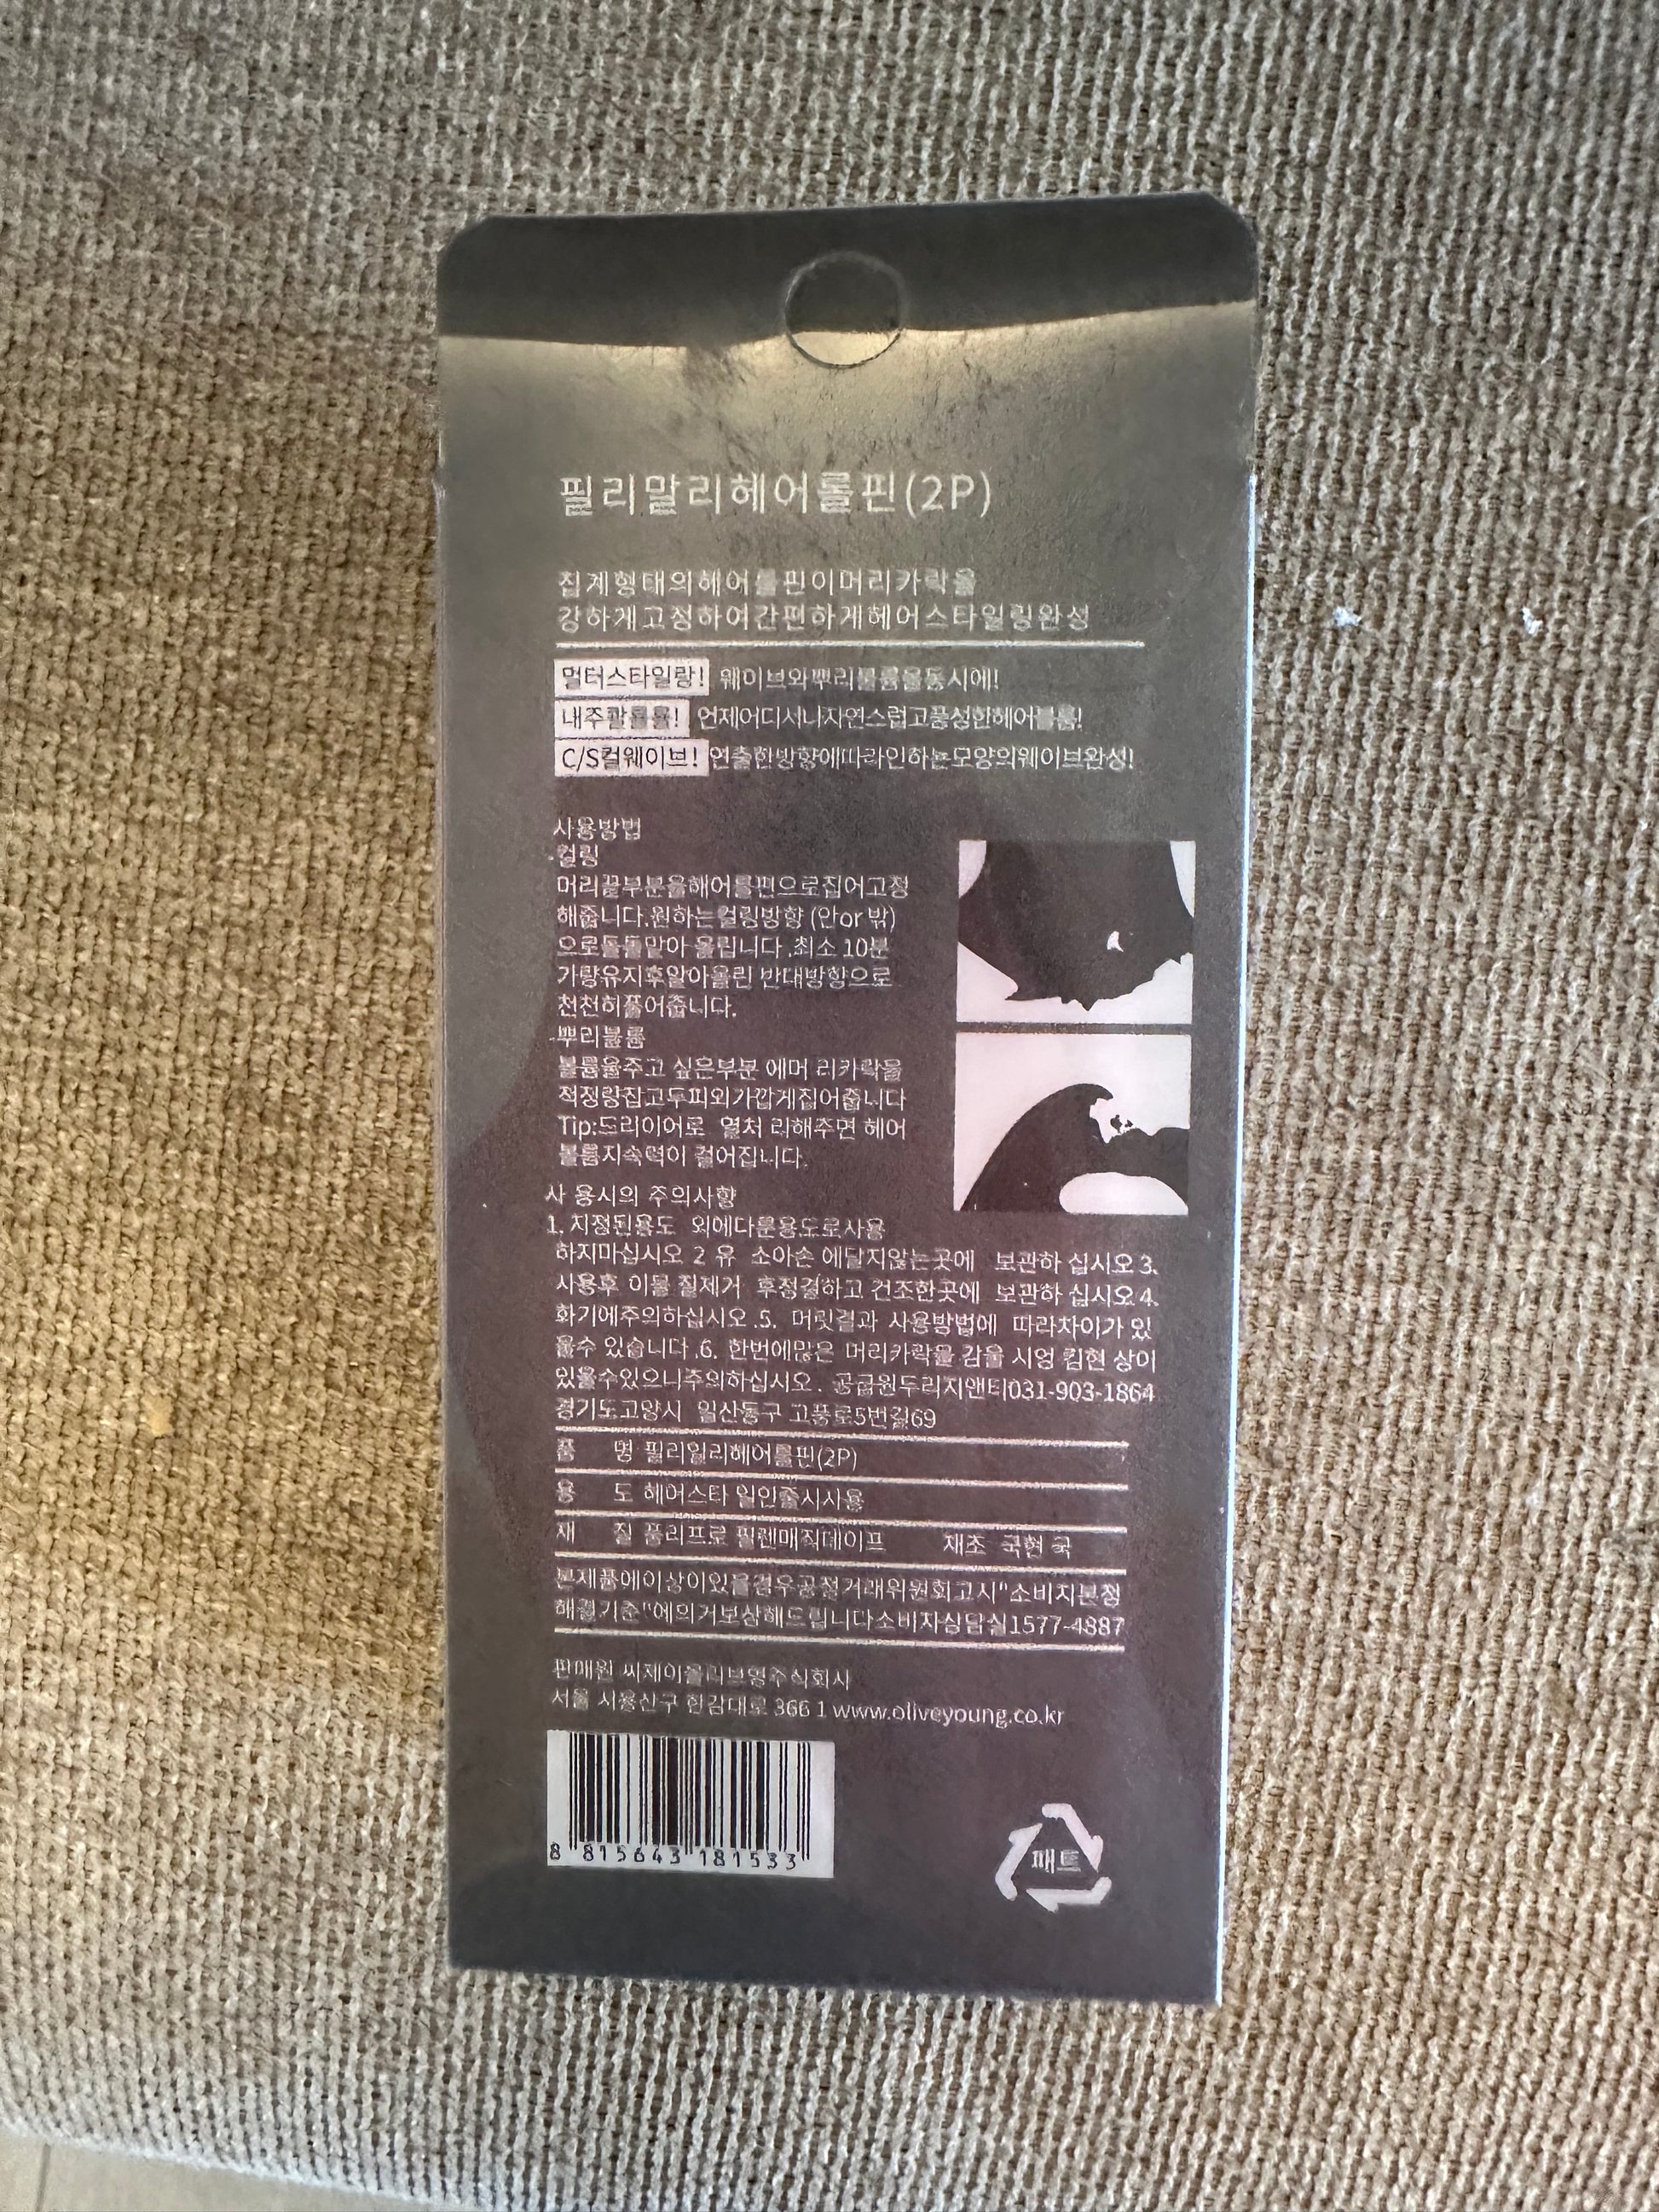 필리말리헤어롤핀(2P)
집게형태의헤어롤핀이머리카락을
강하게고정하여간편하게헤어스타일링완성
멀터스타일랑! 웨이브와뿌리볼륨을동시에!
내주괄륨률! 언제어디서나자연스럽고풍성한헤어볼륨!
C/S컬웨이브! 연출한방향에따라인하는모양의웨이브완성!
사용방법
·컬링
머리끝부분을해어롤핀으로집어고정
해줍니다.원하는컬링방향 (안or 밖)
으로돌돌맡아 올립니다 .최소 10분
가량유지후알아올린 반대방향으로
천천히풀어줍니다.
·뿌리볼륨
볼륨을주고 싶은부분 에머 리카락을
적정량잡고두피외가깝게집어줍니다
Tip:드리이어로 열처 리해주면 헤어
볼륨지속력이 걸어집니다.
사 용시의 주의사항
1. 지정된용도 외에다른용도로사용
하지마십시오 2 유 소아손 에달지않는곳에 보관하 십시오 3.
사용후 이물 질제거 후정결하고 건조한곳에 보관하 십시오 4.
화기에주의하십시오 .5. 머릿결과 사용방법에 따라차이가 있
을수 있습니다 .6. 한번에많은 머리카락을 감을 시엉 킴현 상이
있을수있으니주의하십시오. 공급원두리지앤티031-903-1864
경기도고양시 일산동구 고풍로5번길69
품 명 필리일리헤어롤핀(2P)
용 도 헤어스타 일인줄시사용
재 질 폴리프로 필렌매직데이프 재조 국현 국
본제품에이상이있을경우공정거래위원회고시"소비지본정
해결기준"에의거보상해드립니다소비자상담실1577-4887
판매원 씨제이올리브영주식회사
서울 시용산구 한감대로 366 1 www.oliveyoung.co.kr
8 815643 181533
패트